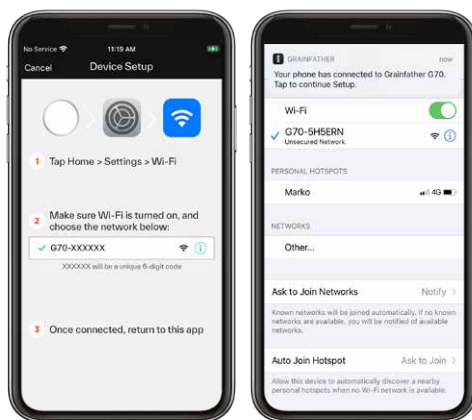 No Service
11:19 AM
Cancel
Device Setup
1 Tap Home > Settings > Wi-Fi
2 Make sure Wi-Fi is turned on, and
choose the network below:
✓ G70-XXXXXX
XXXXXX will be a unique 6-digit code
3 Once connected, return to this app
GRAINFATHER
now
Your phone has connected to Grainfather G70.
Tap to continue Setup.
Wi-Fi
✓ G70-5H5ERN
Unsecured Network
PERSONAL HOTSPOTS
Marko
4G
NETWORKS
Other...
Ask to Join Networks
Notify >
Known networks will be joined automatically. If no known
networks are available, you will be notified of available
networks.
Auto Join Hotspot
Ask to Join >
Allow this device to automatically discover a nearby
personal hotspots when no Wi-Fi network is available.